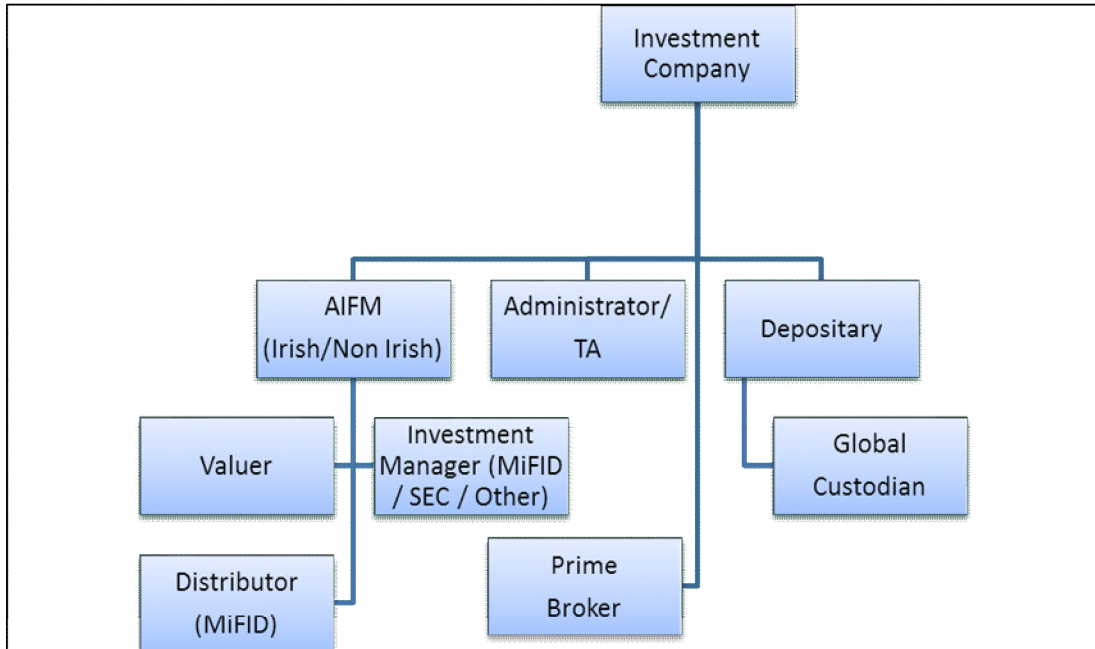 Investment
Company
AIFM
(Irish/Non Irish)
Administrator/
TA
Depositary
Valuer
Investment
Manager (MiFID
/ SEC / Other)
Global
Custodian
Distributor
(MiFID)
Prime
Broker